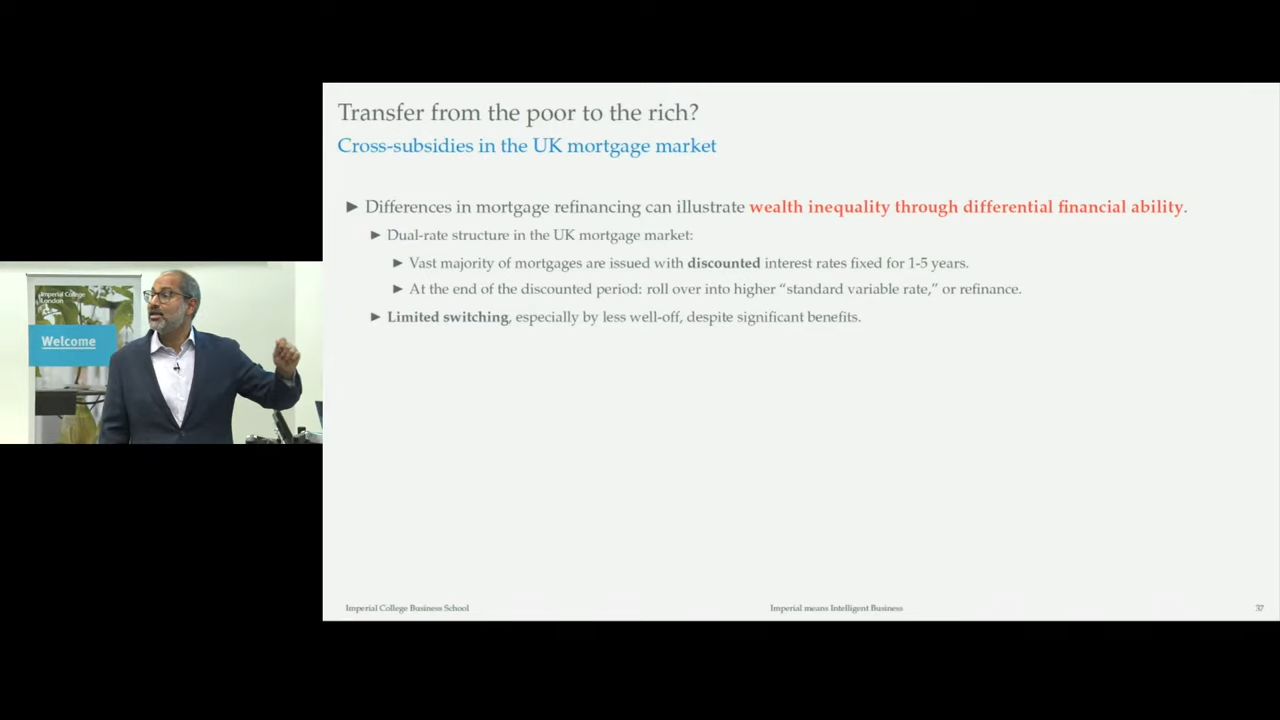 Transfer from the poor to the rich?
Cross-subsidies in the UK mortgage market
► Differences in mortgage refinancing can illustrate wealth inequality through differential financial ability.
► Dual-rate structure in the UK mortgage market:
► Vast majority of mortgages are issued with discounted interest rates fixed for 1-5 years.
► At the end of the discounted period: roll over into higher “standard variable rate,” or refinance.
► Limited switching, especially by less well-off, despite significant benefits.
Imperial College
London
Welcome
Imperial College Business School
Imperial means Intelligent Business
37